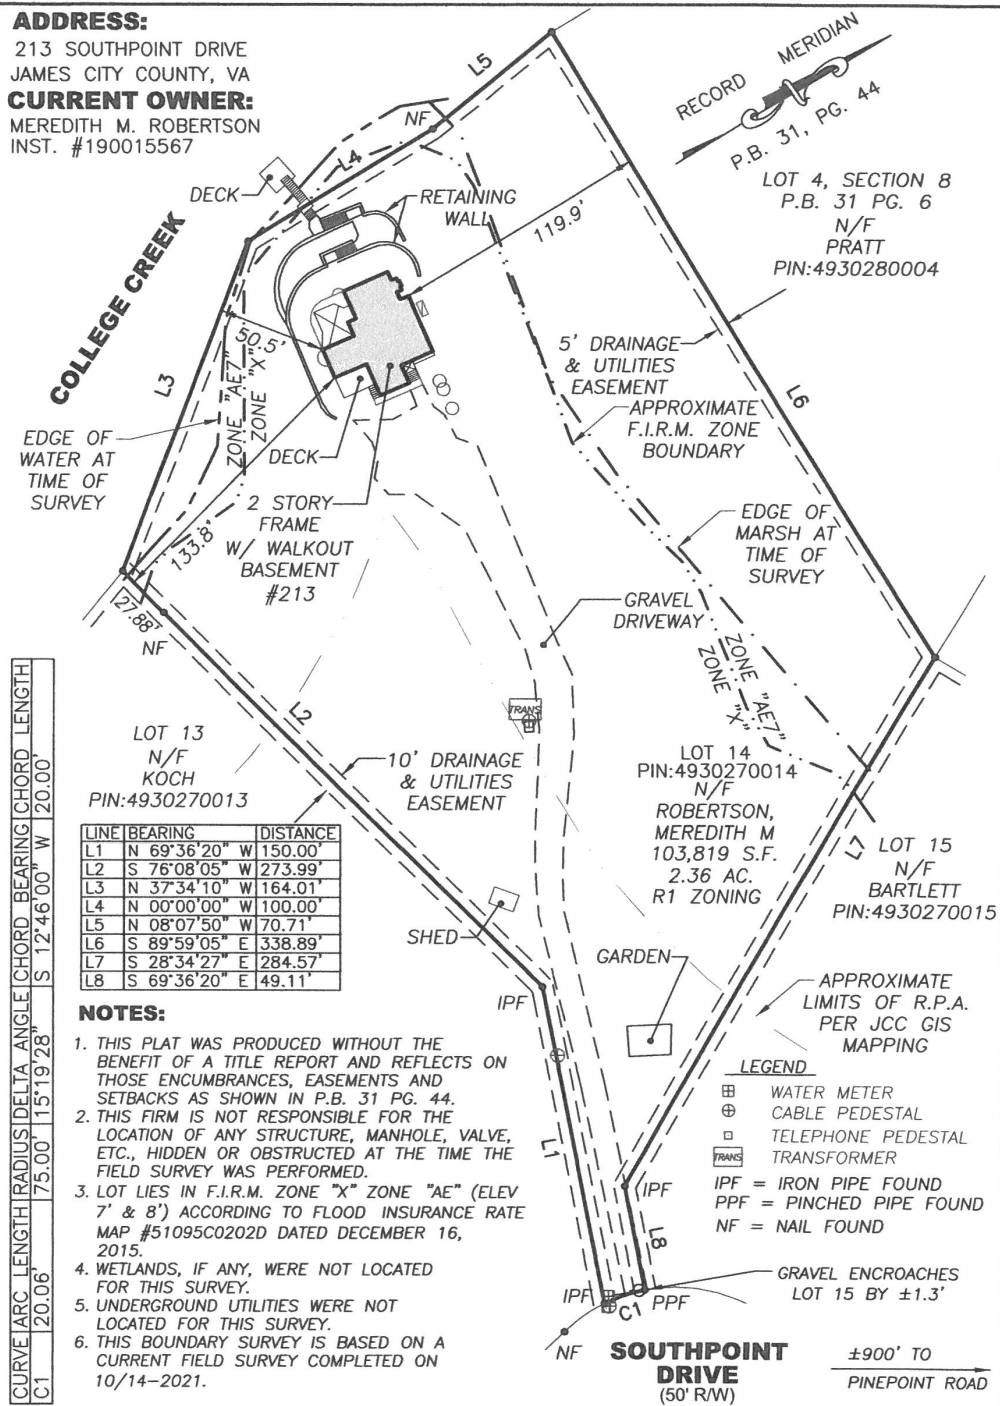 ADDRESS:
213 SOUTHPOINT DRIVE
JAMES CITY COUNTY, VA
CURRENT OWNER:
MEREDITH M. ROBERTSON
INST. #190015567
L5
RECORD MERIDIAN
P.B. 31, PG. 44
NF
L4
DECK
RETAINING
WALL
119.9'
LOT 4, SECTION 8
P.B. 31 PG. 6
N/F
PRATT
PIN:4930280004
COLLEGE CREEK
50.5'
L3
ZONE "AE7"
ZONE "X"
5' DRAINAGE
& UTILITIES
EASEMENT
L6
APPROXIMATE
F.I.R.M. ZONE
BOUNDARY
EDGE OF
WATER AT
TIME OF
SURVEY
DECK
2 STORY
FRAME
W/ WALKOUT
BASEMENT
#213
133.8'
27.88'
NF
EDGE OF
MARSH AT
TIME OF
SURVEY
GRAVEL
DRIVEWAY
ZONE "AE7"
ZONE "X"
L2
TRANS
LOT 13
N/F
KOCH
PIN:4930270013
10' DRAINAGE
& UTILITIES
EASEMENT
LOT 14
PIN:4930270014
N/F
ROBERTSON,
MEREDITH M
103,819 S.F.
2.36 AC.
R1 ZONING
L7
LOT 15
N/F
BARTLETT
PIN:4930270015
LINE BEARING DISTANCE
L1 N 69°36'20" W 150.00'
L2 S 76°08'05" W 273.99'
L3 N 37°34'10" W 164.01'
L4 N 00°00'00" W 100.00'
L5 N 08°07'50" W 70.71'
L6 S 89°59'05" E 338.89'
L7 S 28°34'27" E 284.57'
L8 S 69°36'20" E 49.11'
CURVE ARC LENGTH RADIUS DELTA ANGLE CHORD BEARING CHORD LENGTH
C1 20.06' 75.00' 15°19'28" S 12°46'00" W 20.00'
SHED
GARDEN
IPF
APPROXIMATE
LIMITS OF R.P.A.
PER JCC GIS
MAPPING
NOTES:
1. THIS PLAT WAS PRODUCED WITHOUT THE
BENEFIT OF A TITLE REPORT AND REFLECTS ON
THOSE ENCUMBRANCES, EASEMENTS AND
SETBACKS AS SHOWN IN P.B. 31 PG. 44.
2. THIS FIRM IS NOT RESPONSIBLE FOR THE
LOCATION OF ANY STRUCTURE, MANHOLE, VALVE,
ETC., HIDDEN OR OBSTRUCTED AT THE TIME THE
FIELD SURVEY WAS PERFORMED.
3. LOT LIES IN F.I.R.M. ZONE "X" ZONE "AE" (ELEV
7' & 8') ACCORDING TO FLOOD INSURANCE RATE
MAP #51095C0202D DATED DECEMBER 16,
2015.
4. WETLANDS, IF ANY, WERE NOT LOCATED
FOR THIS SURVEY.
5. UNDERGROUND UTILITIES WERE NOT
LOCATED FOR THIS SURVEY.
6. THIS BOUNDARY SURVEY IS BASED ON A
CURRENT FIELD SURVEY COMPLETED ON
10/14-2021.
LEGEND
WATER METER
CABLE PEDESTAL
TELEPHONE PEDESTAL
TRANS TRANSFORMER
IPF = IRON PIPE FOUND
PPF = PINCHED PIPE FOUND
NF = NAIL FOUND
L1
IPF
L8
IPF
C1
PPF
GRAVEL ENCROACHES
LOT 15 BY ±1.3'
NF
SOUTHPOINT
DRIVE
(50' R/W)
±900' TO
PINEPOINT ROAD